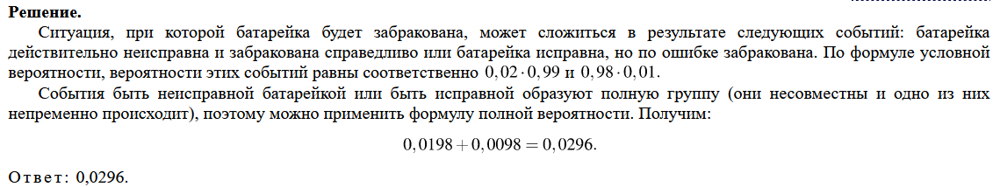 Решение.
Ситуация, при которой батарейка будет забракована, может сложиться в результате следующих событий: батарейка
действительно неисправна и забракована справедливо или батарейка исправна, но по ошибке забракована. По формуле условной
вероятности, вероятности этих событий равны соответственно 0,02·0,99 и 0,98·0,01.
События быть неисправной батарейкой или быть исправной образуют полную группу (они несовместны и одно из них
непременно происходит), поэтому можно применить формулу полной вероятности. Получим:
0,0198+0,0098=0,0296.
Ответ: 0,0296.